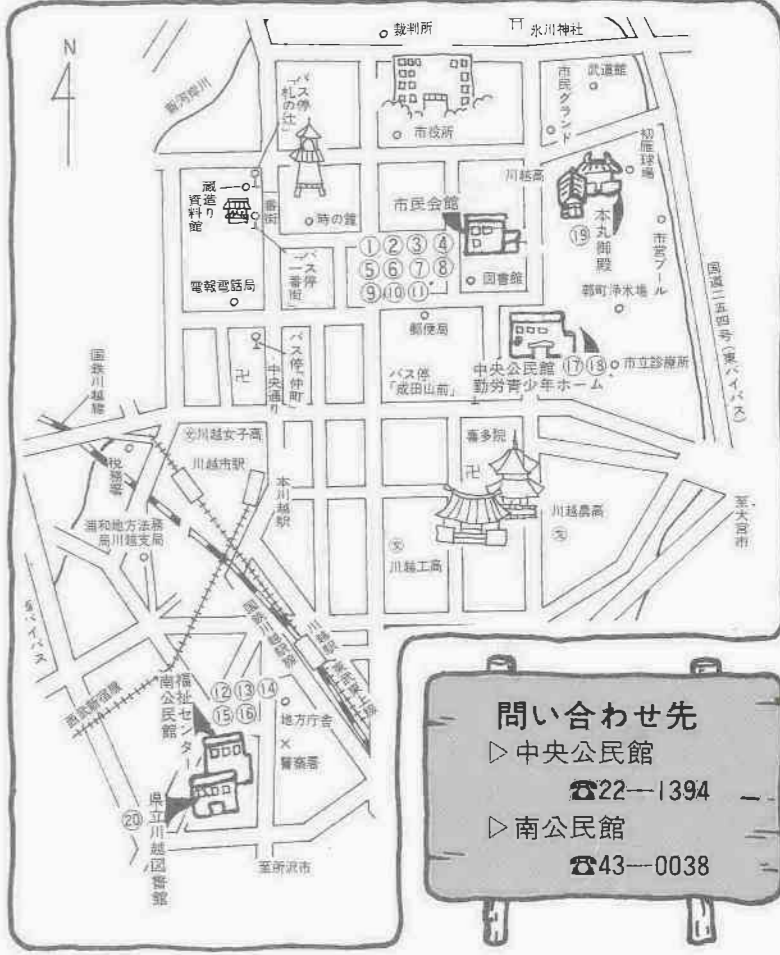 裁判所
氷川神社
N
新河岸川
バス停
「札の辻」
市役所
市民グランド
武道館
初雁球場
川越高
蔵造り
資料館
一番街
時の鐘
市民会館
①②③④
⑤⑥⑦⑧
⑨⑩⑪
図書館
⑲
本丸御殿
市営プール
郭町浄水場
国道二五四号(東バイパス)
バス停
「一番街」
電報電話局
郵便局
中央公民館
勤労青少年ホーム
⑰⑱
市立診療所
バス停「仲町」
中央通り
卍
バス停
「成田山前」
国鉄川越線
税務署
川越女子高
川越市駅
本川越駅
喜多院
卍
川越農高
文
至大宮市
浦和地方法務
局川越支局
文
川越工高
バイパス
国鉄川越線
川越駅
東武東上線
西武新宿線
福祉センター
南公民館
⑫⑬⑭
⑮⑯
地方庁舎
×
警察署
⑳
県立川越図書館
至所沢市
問い合わせ先
▷中央公民館
☎22―1394
▷南公民館
☎43―0038